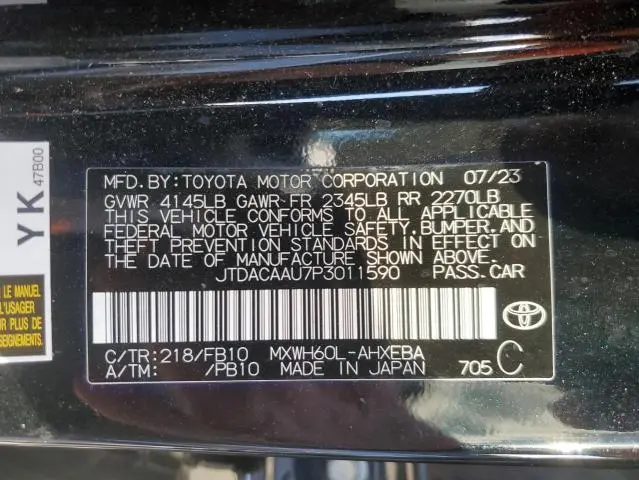 YK
47B00
LE MANUEL
L'USAGER
UR PLUS DE
SEIGNEMENTS.
MFD. BY: TOYOTA MOTOR CORPORATION 07/23
GVWR 4145LB GAWR FR 2345LB RR 2270LB
THIS VEHICLE CONFORMS TO ALL APPLICABLE
FEDERAL MOTOR VEHICLE SAFETY, BUMPER, AND
THEFT PREVENTION STANDARDS IN EFFECT ON
THE DATE OF MANUFACTURE SHOWN ABOVE.
JTDACAAU7P3011590 PASS. CAR
C/TR: 218/FB10 MXWH60L-AHXEBA
A/TM: /PB10 MADE IN JAPAN 705 C
TOYOTA